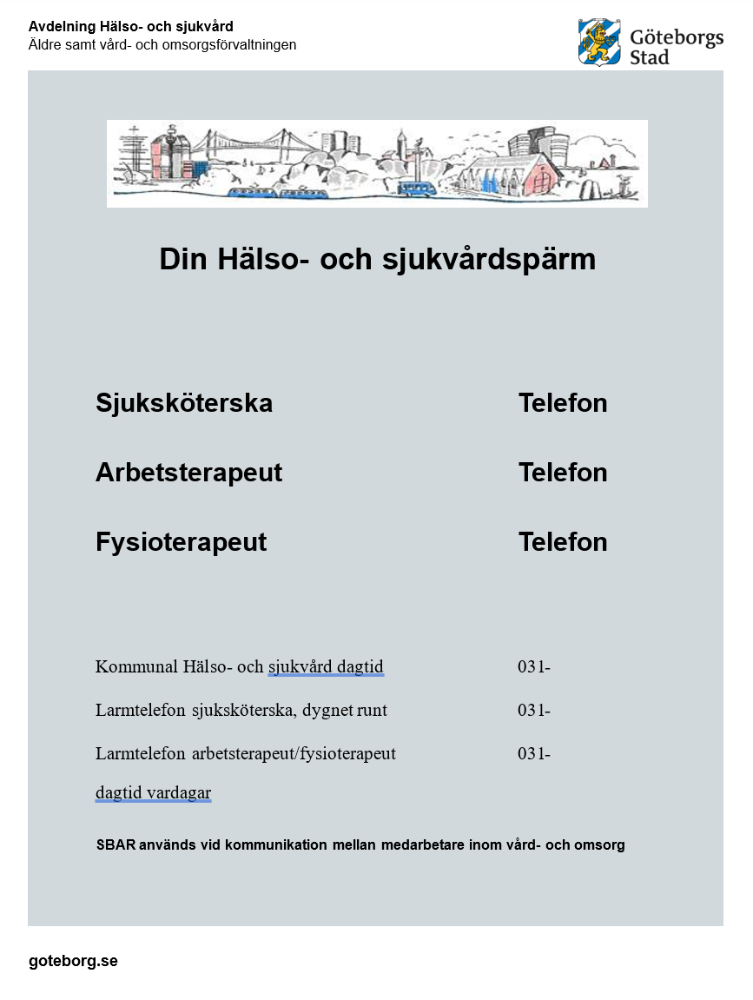 Avdelning Hälso- och sjukvård
Äldre samt vård- och omsorgsförvaltningen
Göteborgs
Stad
Din Hälso- och sjukvårdspärm
Sjuksköterska Telefon
Arbetsterapeut Telefon
Fysioterapeut Telefon
Kommunal Hälso- och sjukvård dagtid 031-
Larmtelefon sjuksköterska, dygnet runt 031-
Larmtelefon arbetsterapeut/fysioterapeut 031-
dagtid vardagar
SBAR används vid kommunikation mellan medarbetare inom vård- och omsorg
goteborg.se